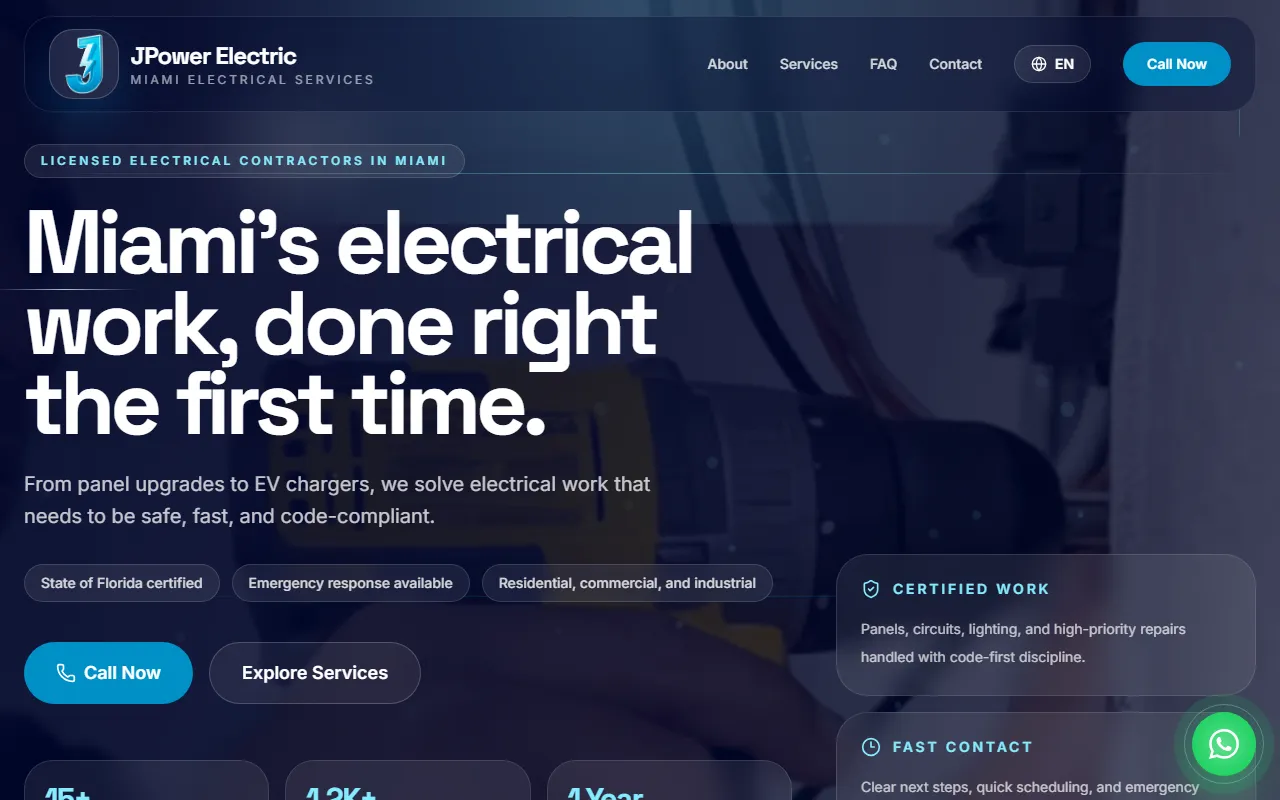 JPower Electric
MIAMI ELECTRICAL SERVICES
About
Services
FAQ
Contact
EN
Call Now
LICENSED ELECTRICAL CONTRACTORS IN MIAMI
Miami’s electrical
work, done right
the first time.
From panel upgrades to EV chargers, we solve electrical work that
needs to be safe, fast, and code-compliant.
State of Florida certified
Emergency response available
Residential, commercial, and industrial
Call Now
Explore Services
CERTIFIED WORK
Panels, circuits, lighting, and high-priority repairs
handled with code-first discipline.
FAST CONTACT
Clear next steps, quick scheduling, and emergency
15+
1 Year